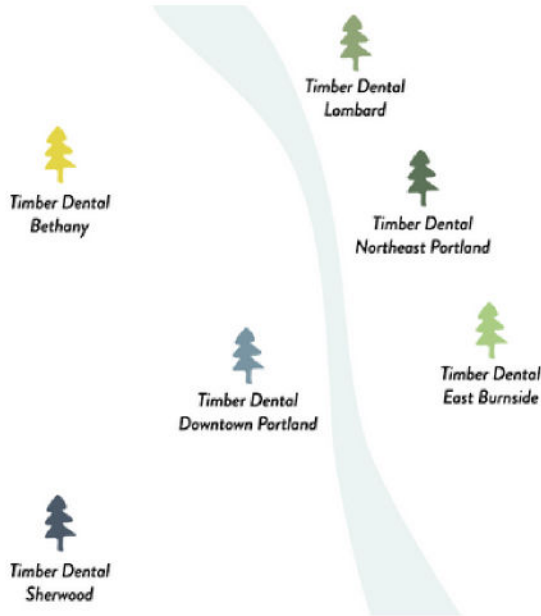 Timber Dental
Lombard
Timber Dental
Bethany
Timber Dental
Northeast Portland
Timber Dental
East Burnside
Timber Dental
Downtown Portland
Timber Dental
Sherwood